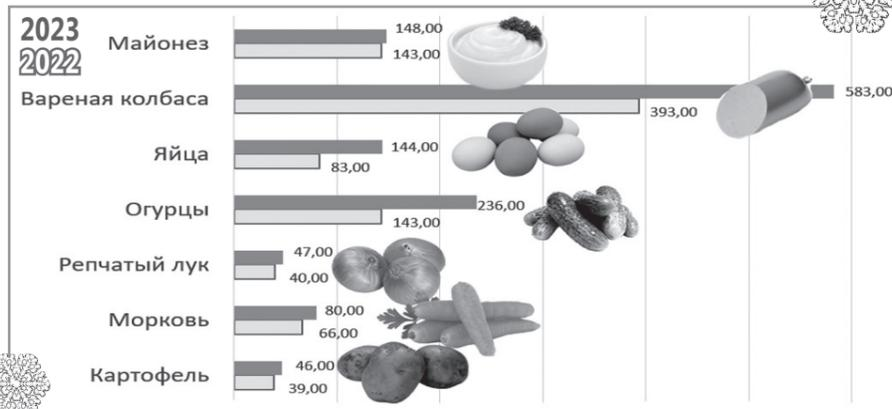 2023
2022
Майонез
148,00
143,00
Вареная колбаса
583,00
393,00
Яйца
144,00
83,00
Огурцы
236,00
143,00
Репчатый лук
47,00
40,00
Морковь
80,00
66,00
Картофель
46,00
39,00